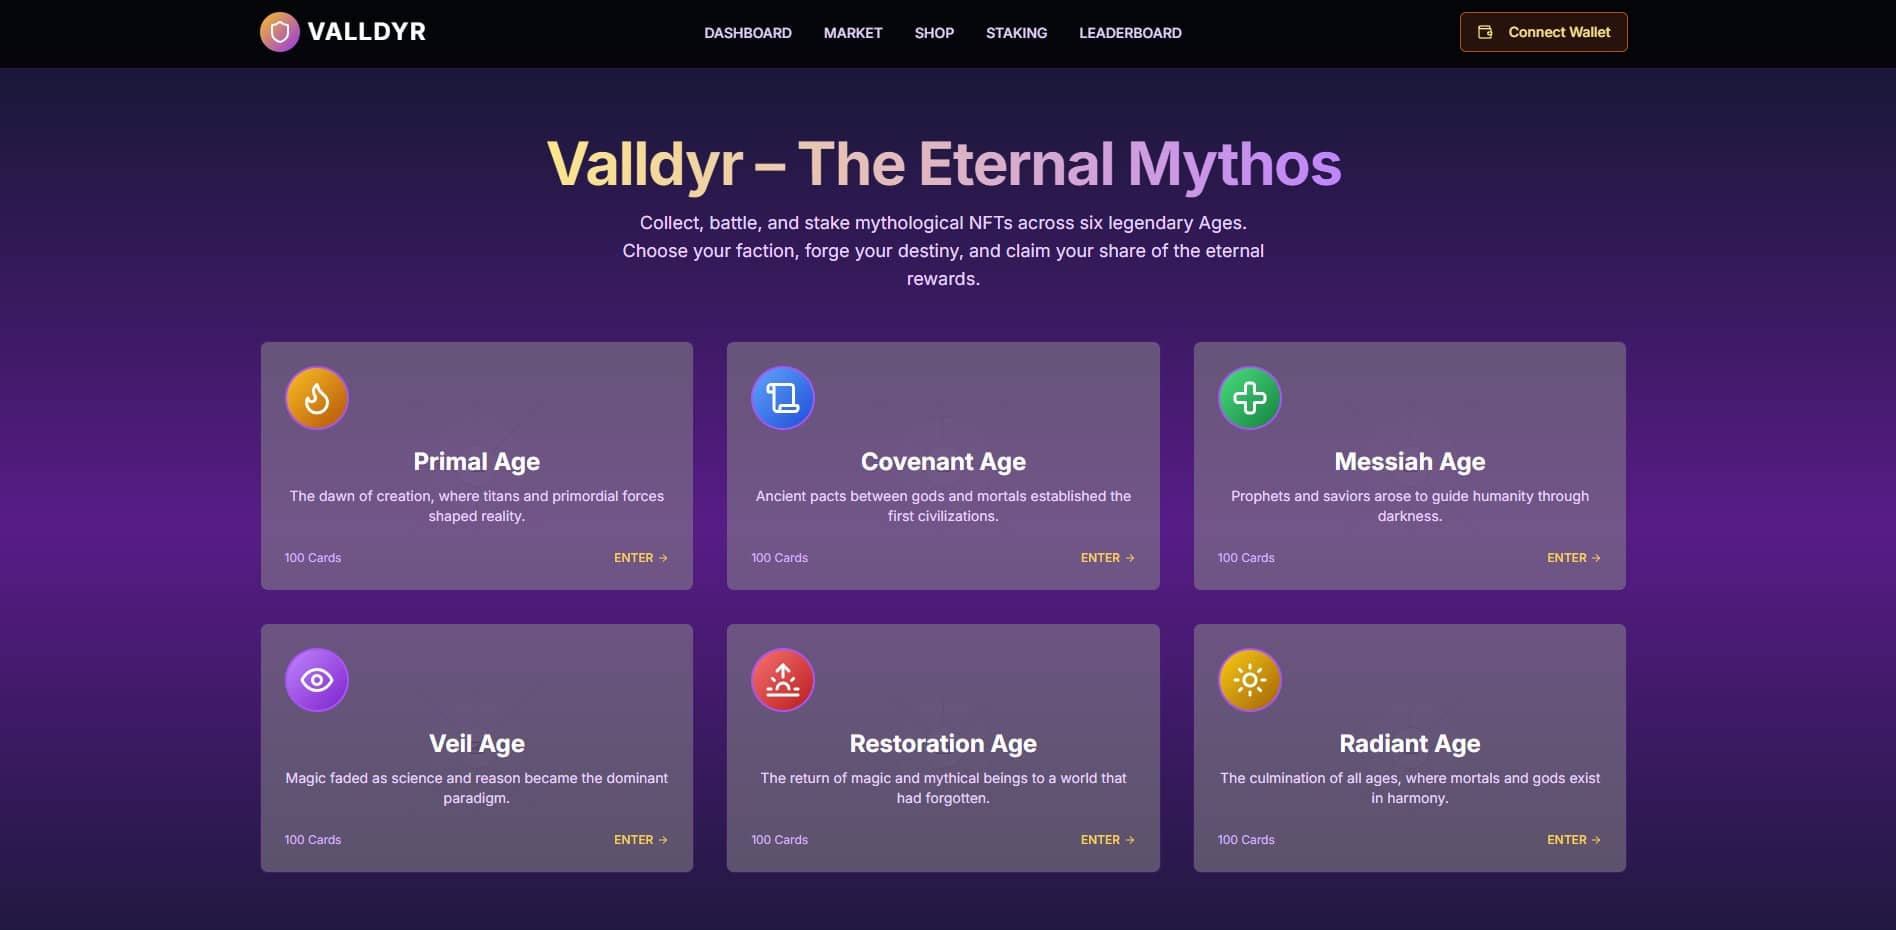 VALLDYR
DASHBOARD MARKET SHOP STAKING LEADERBOARD
Connect Wallet
Valldyr – The Eternal Mythos
Collect, battle, and stake mythological NFTs across six legendary Ages.
Choose your faction, forge your destiny, and claim your share of the eternal
rewards.
Primal Age
The dawn of creation, where titans and primordial forces
shaped reality.
100 Cards
ENTER →
Covenant Age
Ancient pacts between gods and mortals established the
first civilizations.
100 Cards
ENTER →
Messiah Age
Prophets and saviors arose to guide humanity through
darkness.
100 Cards
ENTER →
Veil Age
Magic faded as science and reason became the dominant
paradigm.
100 Cards
ENTER →
Restoration Age
The return of magic and mythical beings to a world that
had forgotten.
100 Cards
ENTER →
Radiant Age
The culmination of all ages, where mortals and gods exist
in harmony.
100 Cards
ENTER →